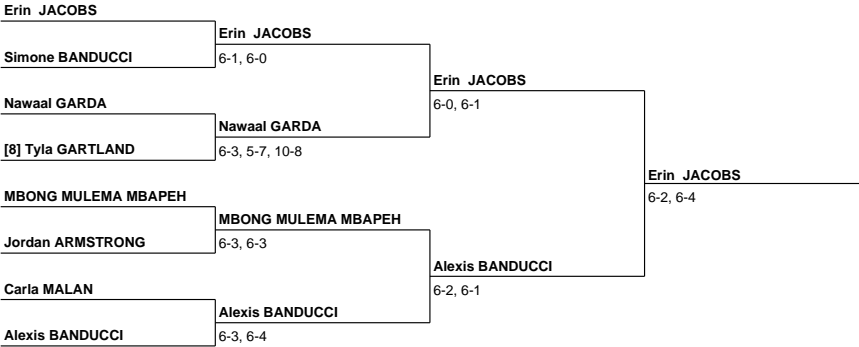 Erin JACOBS
Simone BANDUCCI
Nawaal GARDA
[8] Tyla GARTLAND
MBONG MULEMA MBAPEH
Jordan ARMSTRONG
Carla MALAN
Alexis BANDUCCI
Erin JACOBS
6-1, 6-0
Nawaal GARDA
6-3, 5-7, 10-8
MBONG MULEMA MBAPEH
6-3, 6-3
Alexis BANDUCCI
6-3, 6-4
Erin JACOBS
6-0, 6-1
Alexis BANDUCCI
6-2, 6-1
Erin JACOBS
6-2, 6-4